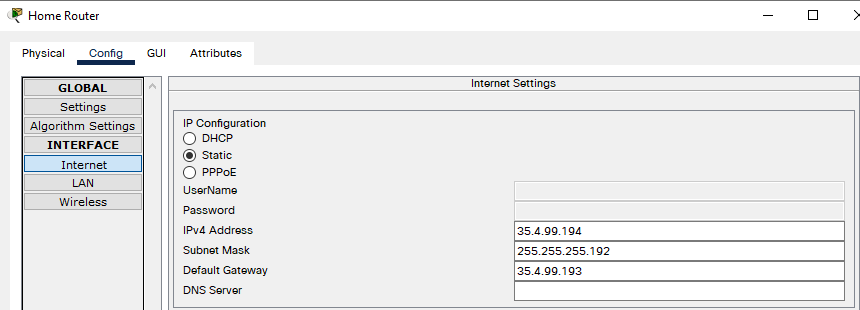 Home Router
Physical Config GUI Attributes
GLOBAL
Settings
Algorithm Settings
INTERFACE
Internet
LAN
Wireless
Internet Settings
IP Configuration
DHCP
Static
PPPoE
UserName
Password
IPv4 Address 35.4.99.194
Subnet Mask 255.255.255.192
Default Gateway 35.4.99.193
DNS Server